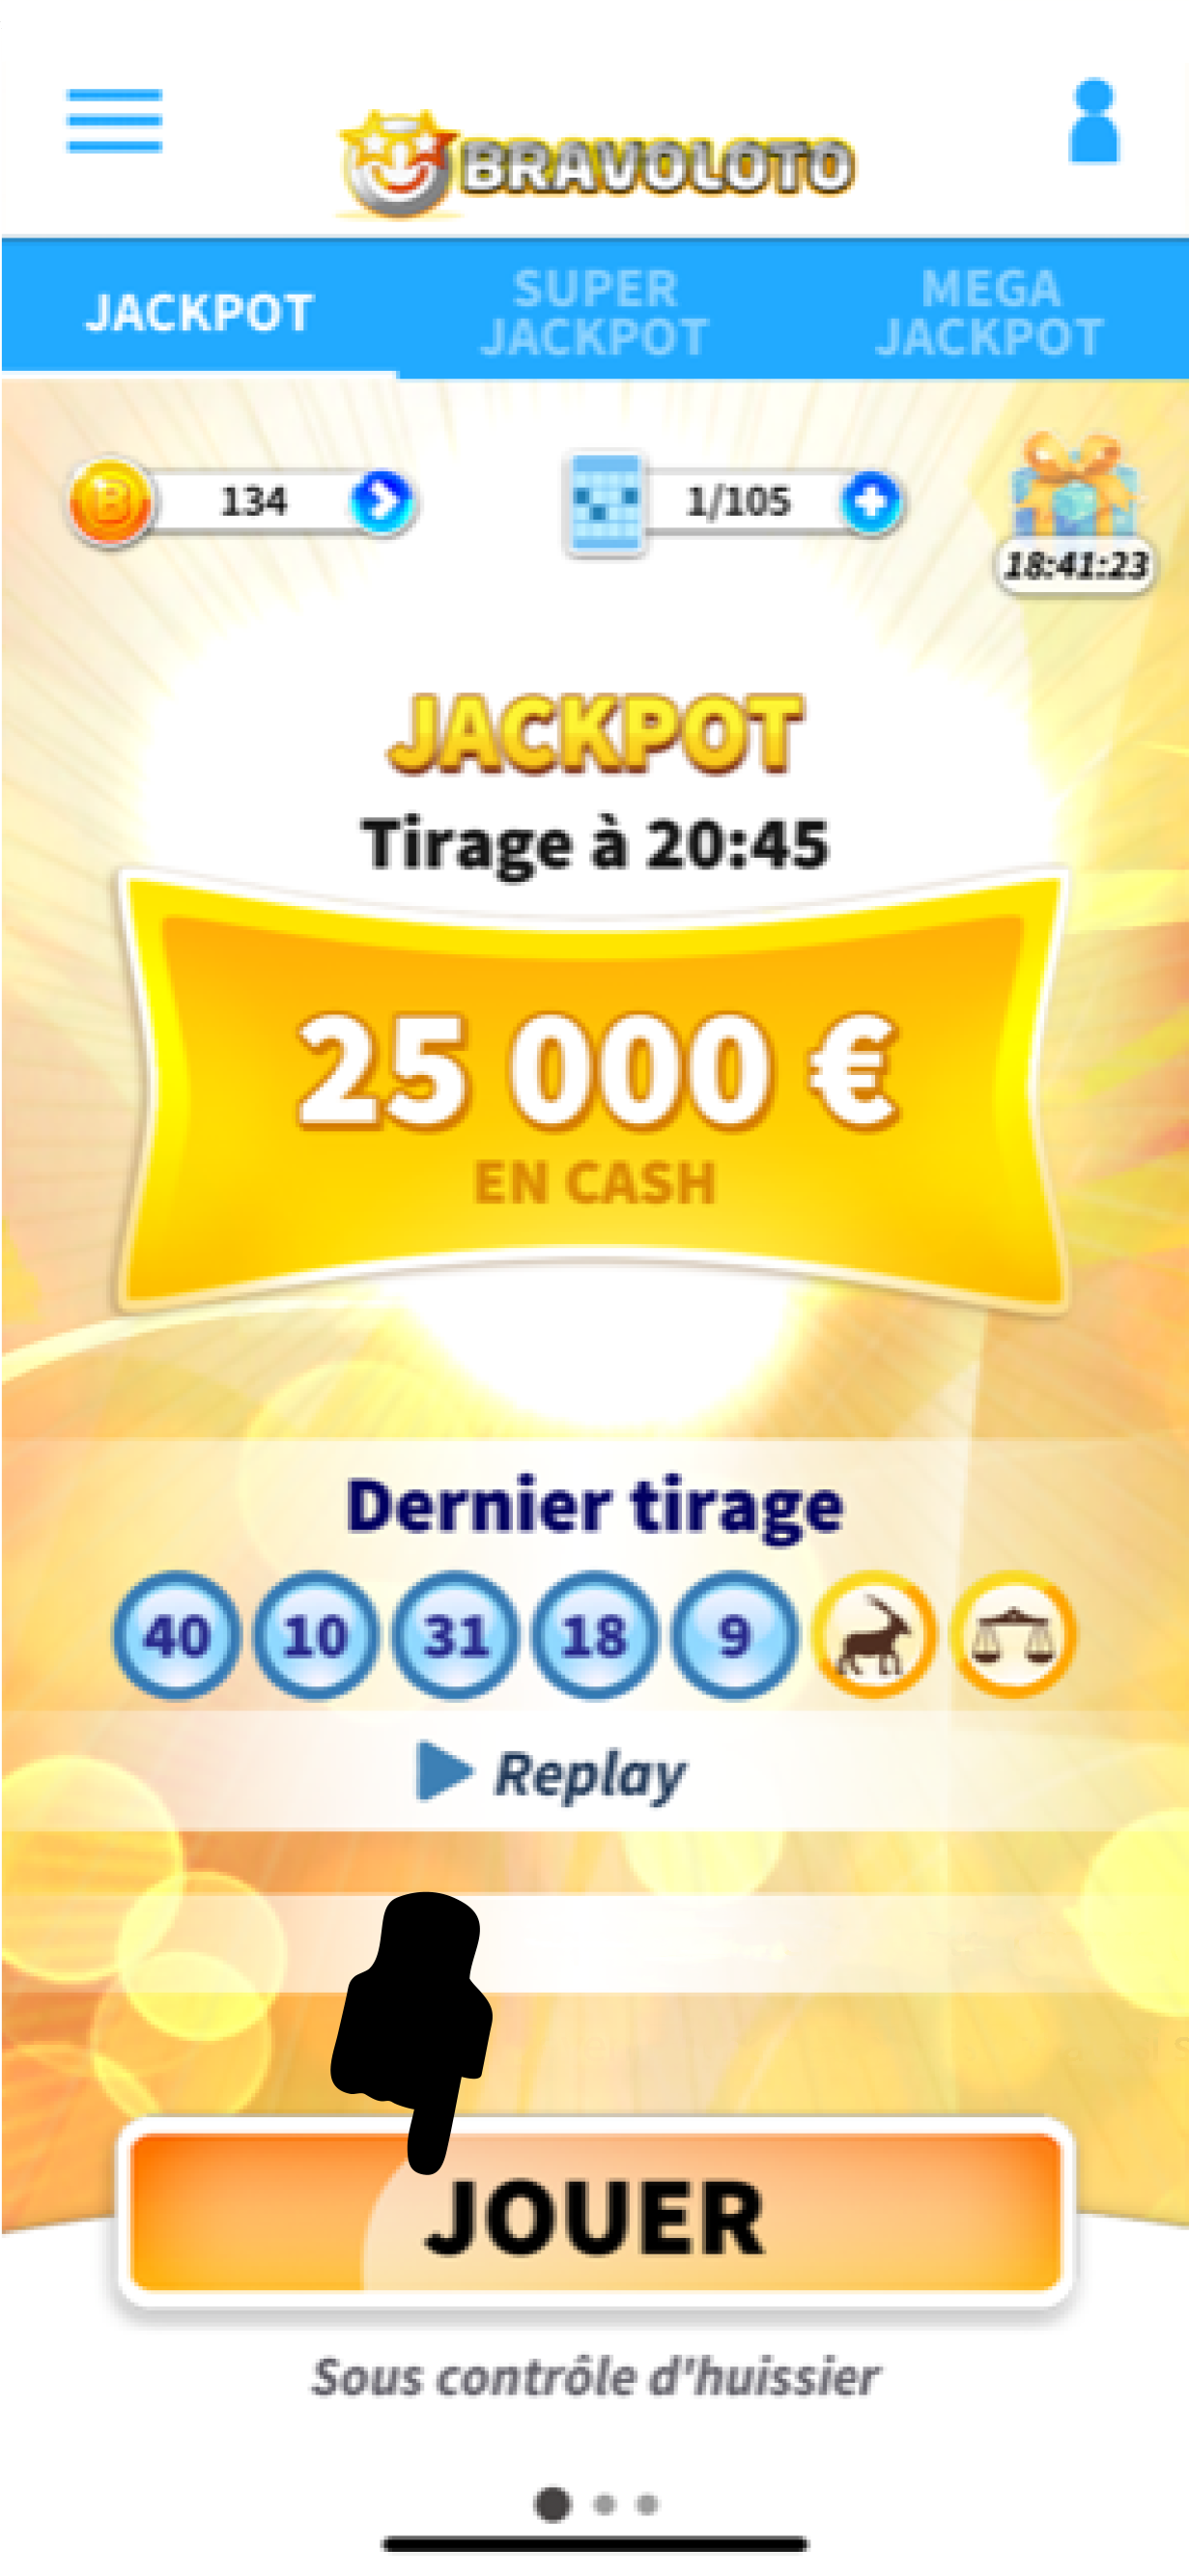 BRAVOLOTO
JACKPOT
SUPER
JACKPOT
MEGA
JACKPOT
B
134
1/105
18:41:23
JACKPOT
Tirage à 20:45
25 000 €
EN CASH
Dernier tirage
40 10 31 18 9
Replay
JOUER
Sous contrôle d'huissier